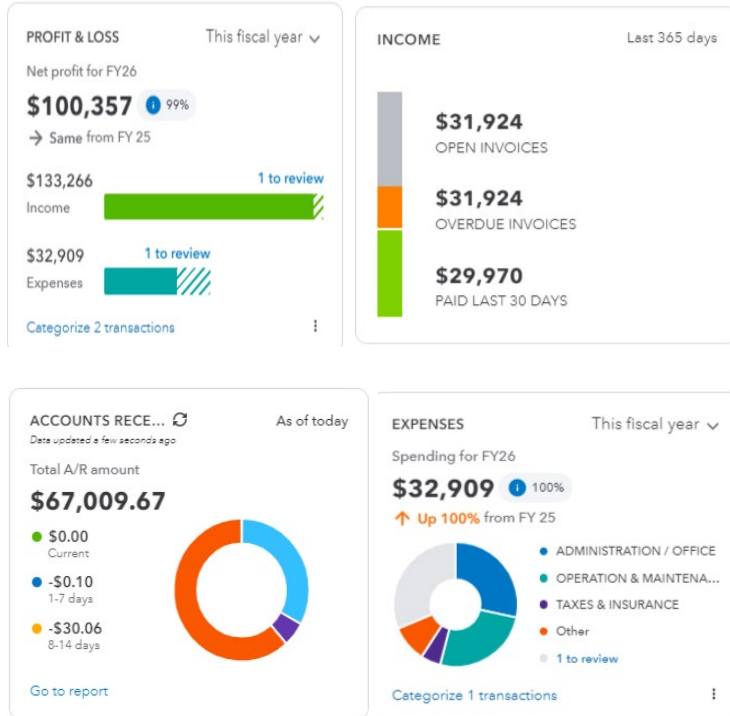 PROFIT & LOSS
This fiscal year
Net profit for FY26
$100,357
99%
Same from FY 25
$133,266
1 to review
Income
$32,909
1 to review
Expenses
Categorize 2 transactions
INCOME
Last 365 days
$31,924
OPEN INVOICES
$31,924
OVERDUE INVOICES
$29,970
PAID LAST 30 DAYS
ACCOUNTS RECE...
As of today
Data updated a few seconds ago
Total A/R amount
$67,009.67
$0.00
Current
-$0.10
1-7 days
-$30.06
8-14 days
Go to report
EXPENSES
This fiscal year
Spending for FY26
$32,909
100%
Up 100% from FY 25
ADMINISTRATION / OFFICE
OPERATION & MAINTENA...
TAXES & INSURANCE
Other
1 to review
Categorize 1 transactions